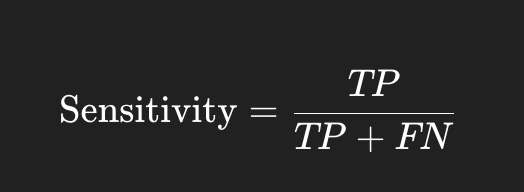 Sensitivity = TP / TP + FN